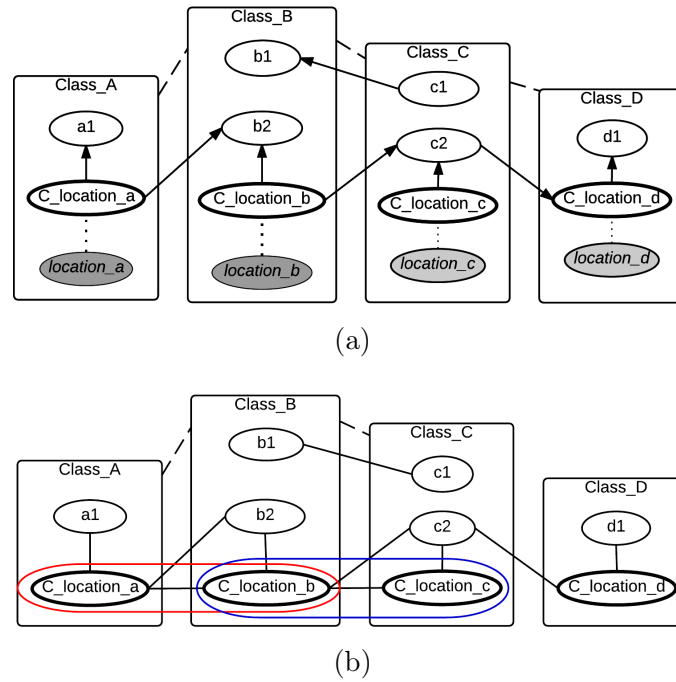 Class_B
Class_C
Class_A
Class_D
b1
c1
a1
b2
c2
d1
C_location_a
C_location_b
C_location_c
C_location_d
location_a
location_b
location_c
location_d
(a)
Class_B
Class_C
Class_A
Class_D
b1
c1
a1
b2
c2
d1
C_location_a
C_location_b
C_location_c
C_location_d
(b)